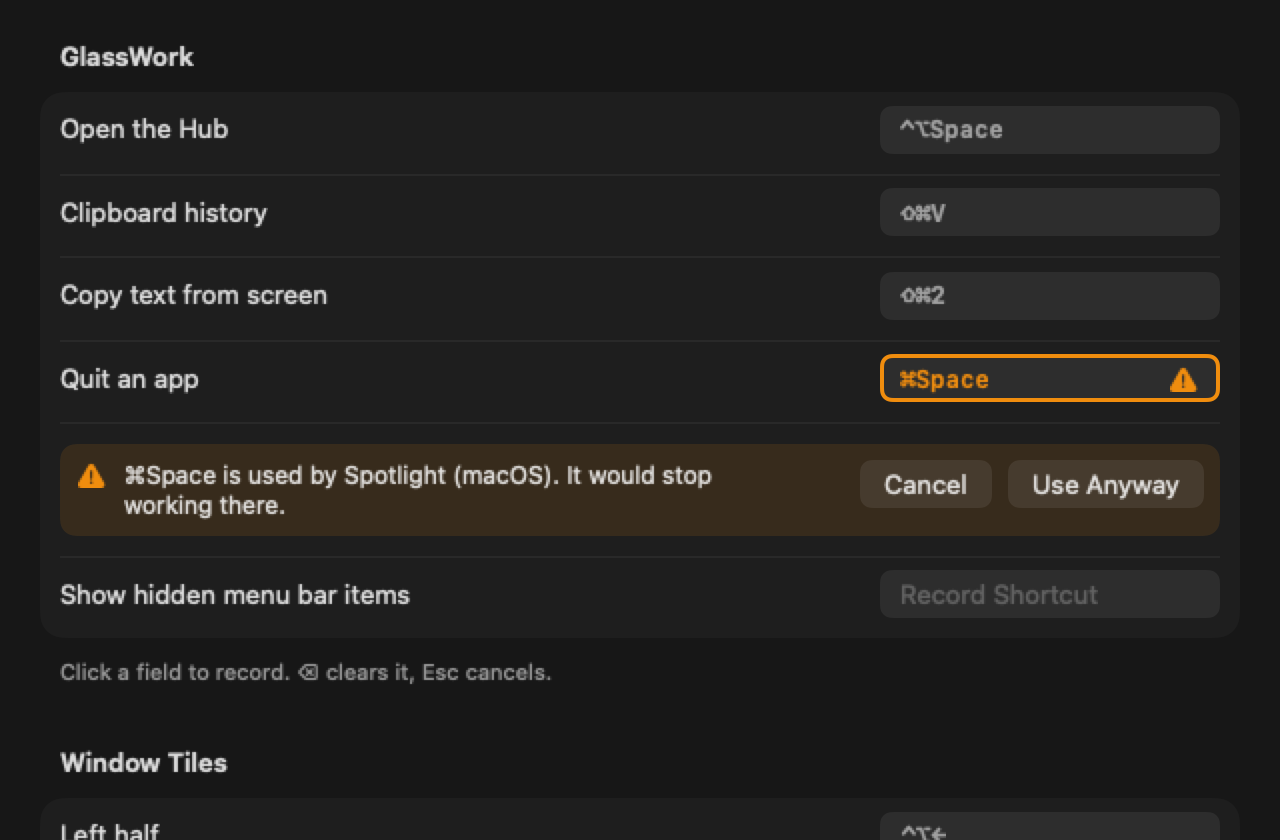 GlassWork
Open the Hub
⌃⌥Space
Clipboard history
⇧⌘V
Copy text from screen
⇧⌘2
Quit an app
⌘Space
⌘Space is used by Spotlight (macOS). It would stop
working there.
Cancel
Use Anyway
Show hidden menu bar items
Record Shortcut
Click a field to record. ⌫ clears it, Esc cancels.
Window Tiles
Left half
⌃⌥←